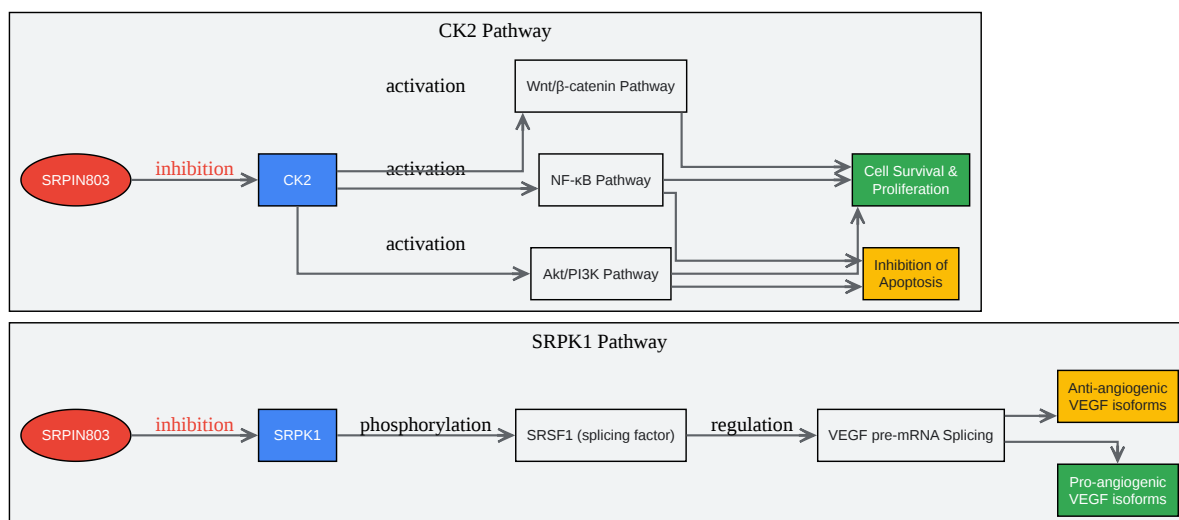 CK2 Pathway
activation
Wnt/β-catenin Pathway
SRPIN803
inhibition
CK2
activation
NF-κB Pathway
Cell Survival &
Proliferation
activation
Akt/PI3K Pathway
Inhibition of
Apoptosis
SRPK1 Pathway
SRPIN803
inhibition
SRPK1
phosphorylation
SRSF1 (splicing factor)
regulation
VEGF pre-mRNA Splicing
Anti-angiogenic
VEGF isoforms
Pro-angiogenic
VEGF isoforms